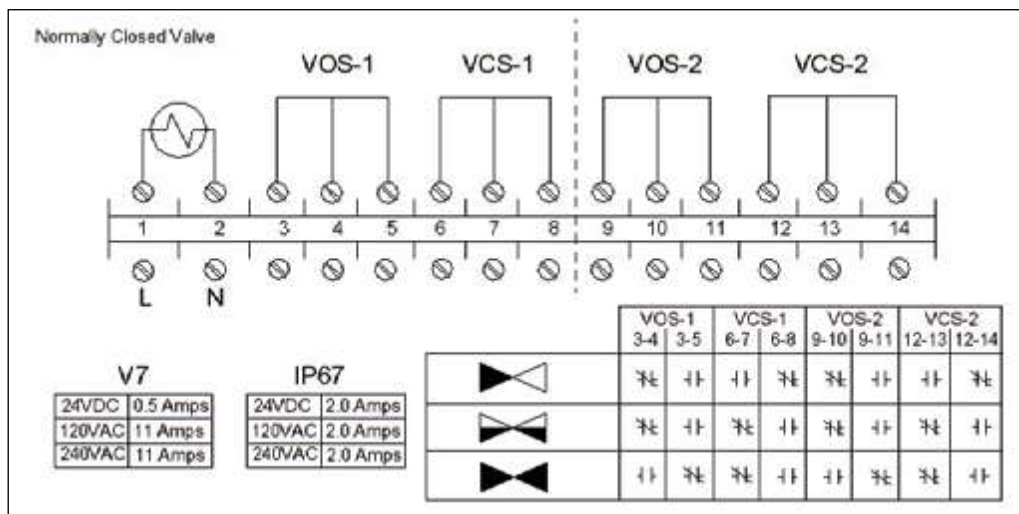 Normally Closed Valve
VOS-1 VCS-1 VOS-2 VCS-2
1 2 3 4 5 6 7 8 9 10 11 12 13 14
L N
VOS-1 VCS-1 VOS-2 VCS-2
3-4 3-5 6-7 6-8 9-10 9-11 12-13 12-14
V7
24VDC 0.5 Amps
120VAC 11 Amps
240VAC 11 Amps
IP67
24VDC 2.0 Amps
120VAC 2.0 Amps
240VAC 2.0 Amps